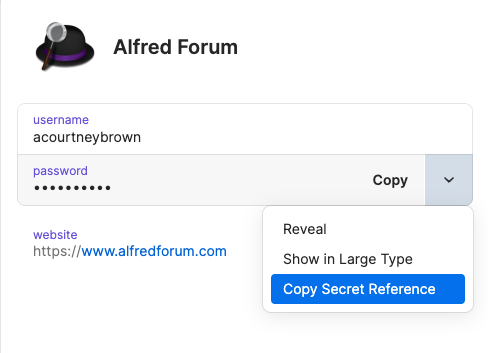 Alfred Forum
username
acourtneybrown
password
••••••••••
Copy
Reveal
Show in Large Type
Copy Secret Reference
website
https://www.alfredforum.com